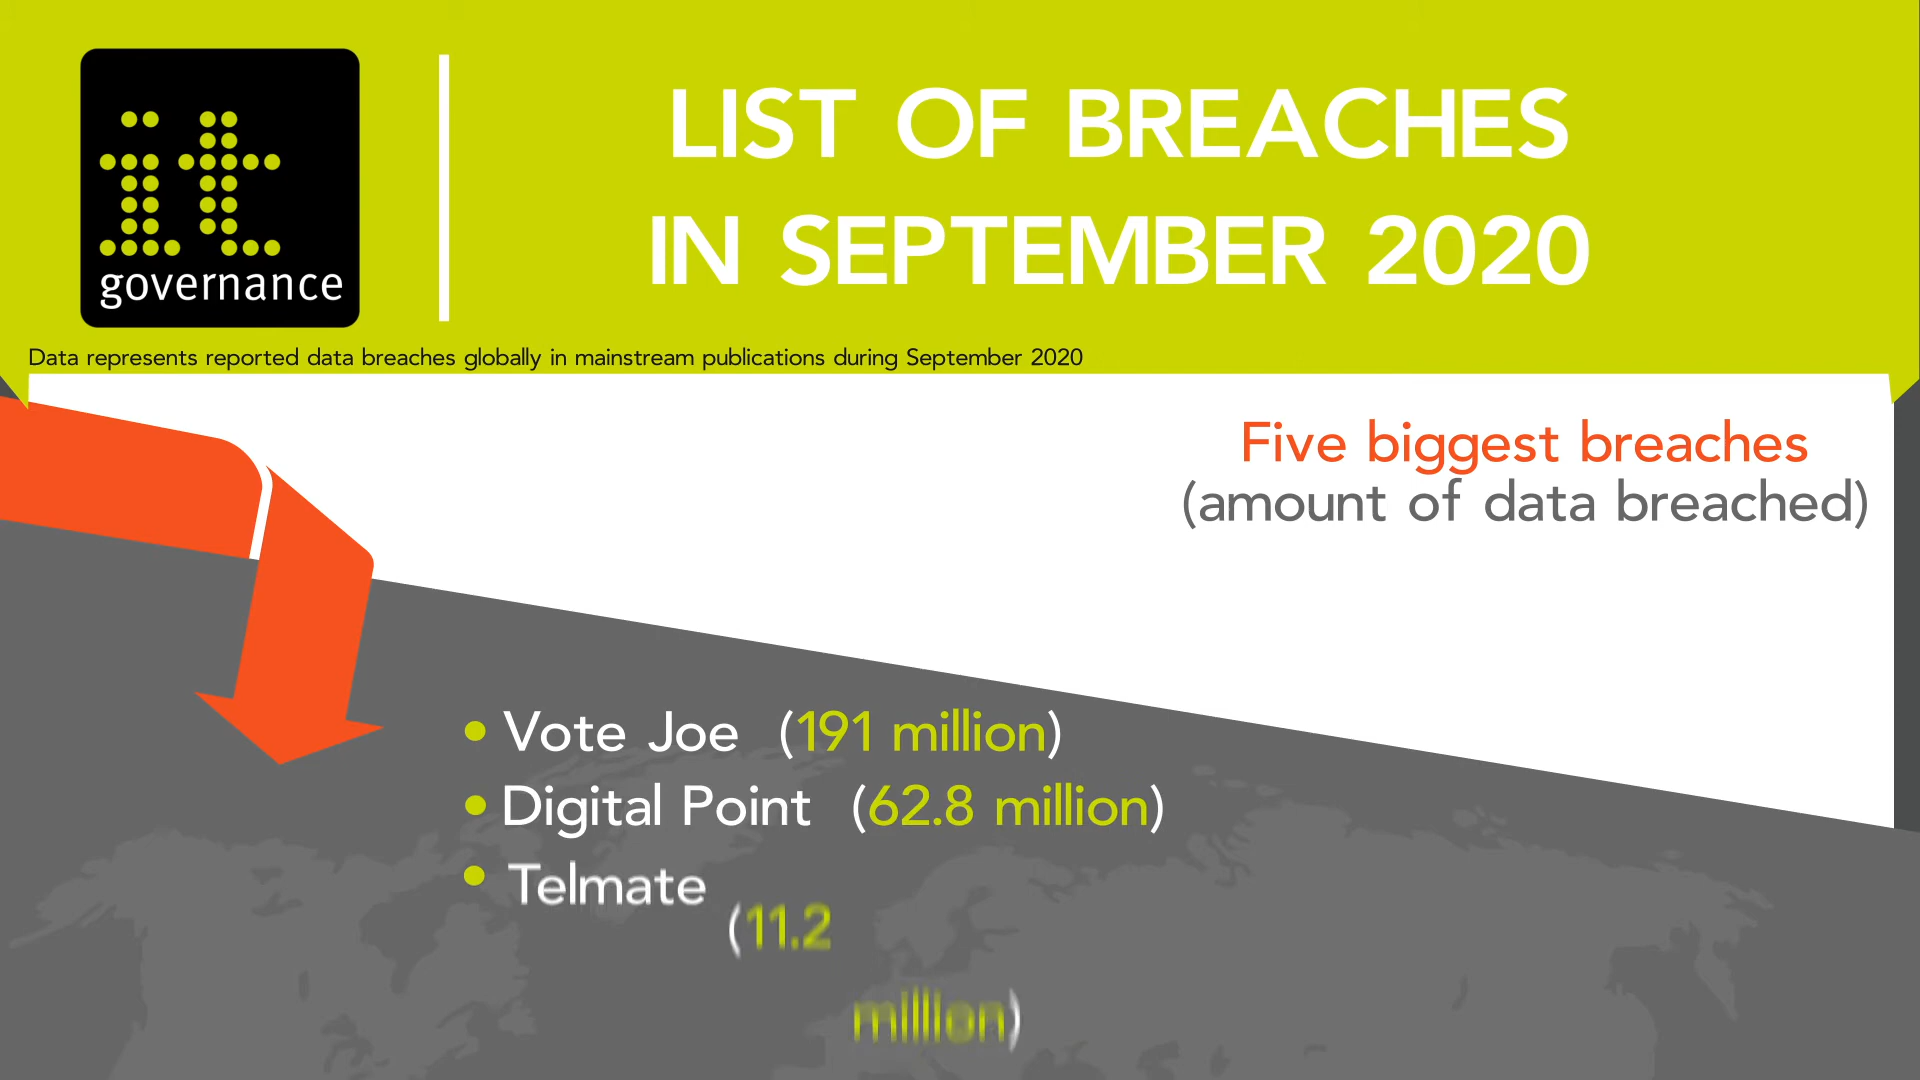 it
governance
LIST OF BREACHES
IN SEPTEMBER 2020
Data represents reported data breaches globally in mainstream publications during September 2020
Five biggest breaches
(amount of data breached)
Vote Joe (191 million)
Digital Point (62.8 million)
Telmate (11.2 million)